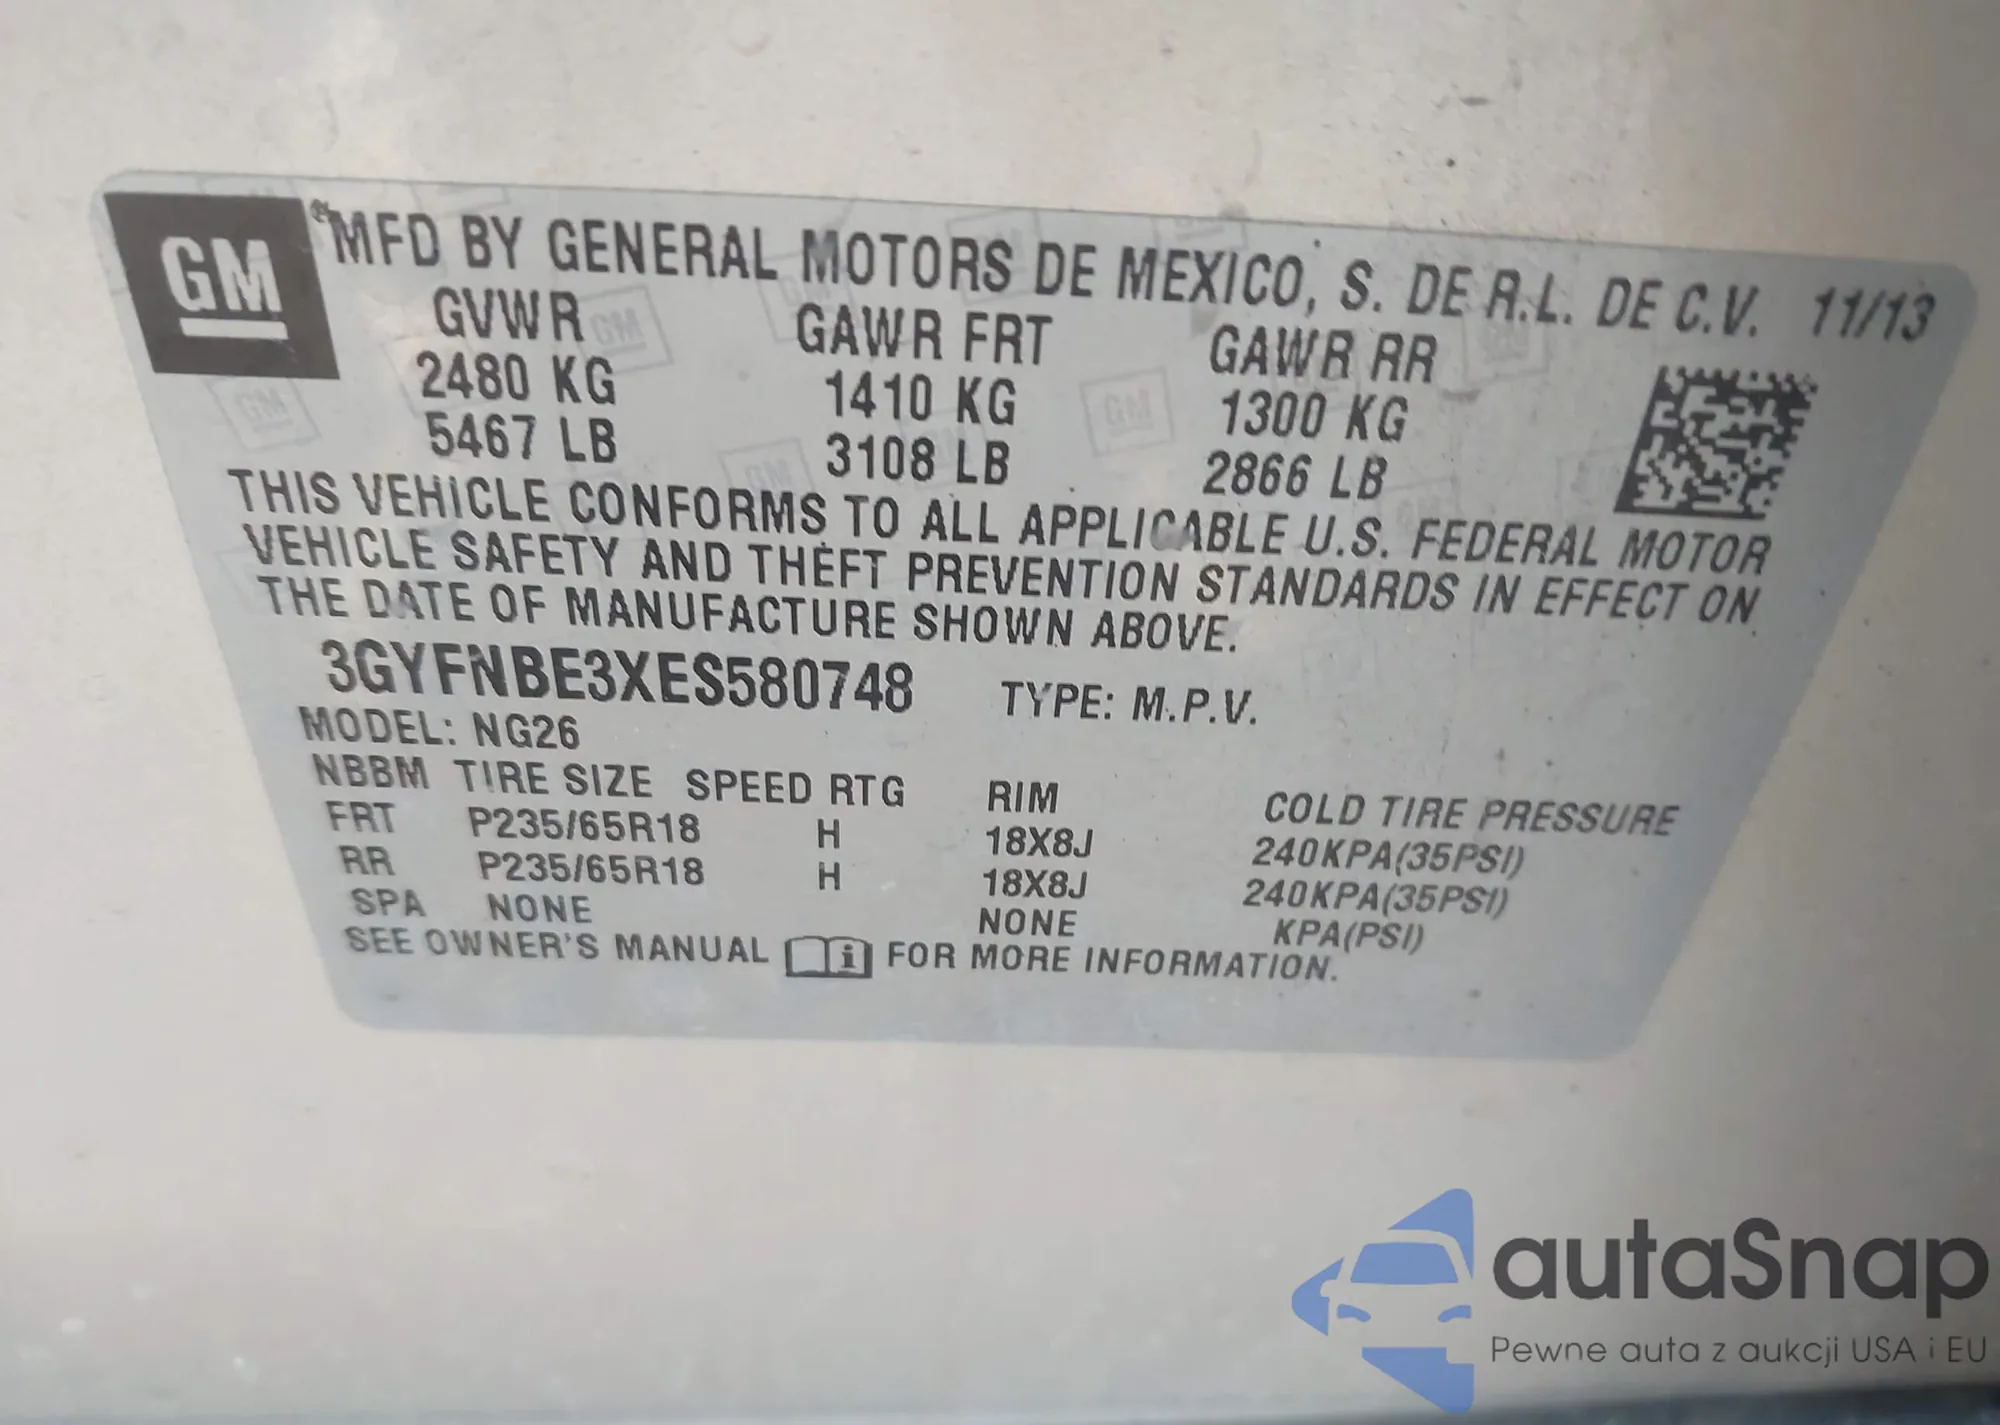 GM
MFD BY GENERAL MOTORS DE MEXICO, S. DE R.L. DE C.V. 11/13
GVWR GAWR FRT GAWR RR
2480 KG 1410 KG 1300 KG
5467 LB 3108 LB 2866 LB
THIS VEHICLE CONFORMS TO ALL APPLICABLE U.S. FEDERAL MOTOR
VEHICLE SAFETY AND THEFT PREVENTION STANDARDS IN EFFECT ON
THE DATE OF MANUFACTURE SHOWN ABOVE.
3GYFNBE3XES580748 TYPE: M.P.V.
MODEL: NG26
NBBM TIRE SIZE SPEED RTG RIM COLD TIRE PRESSURE
FRT P235/65R18 H 18X8J 240KPA(35PSI)
RR P235/65R18 H 18X8J 240KPA(35PSI)
SPA NONE NONE KPA(PSI)
SEE OWNER'S MANUAL i FOR MORE INFORMATION.
autaSnap
Pewne auta z aukcji USA i EU